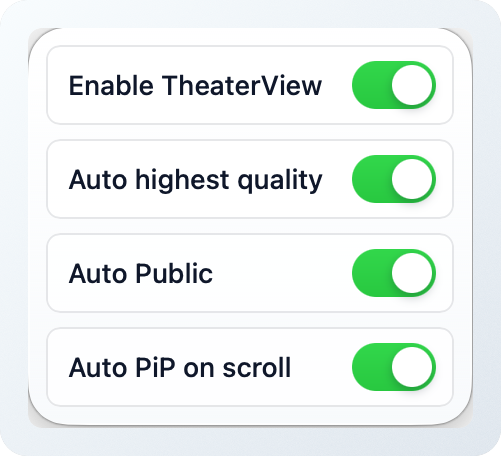 Enable TheaterView
Auto highest quality
Auto Public
Auto PiP on scroll